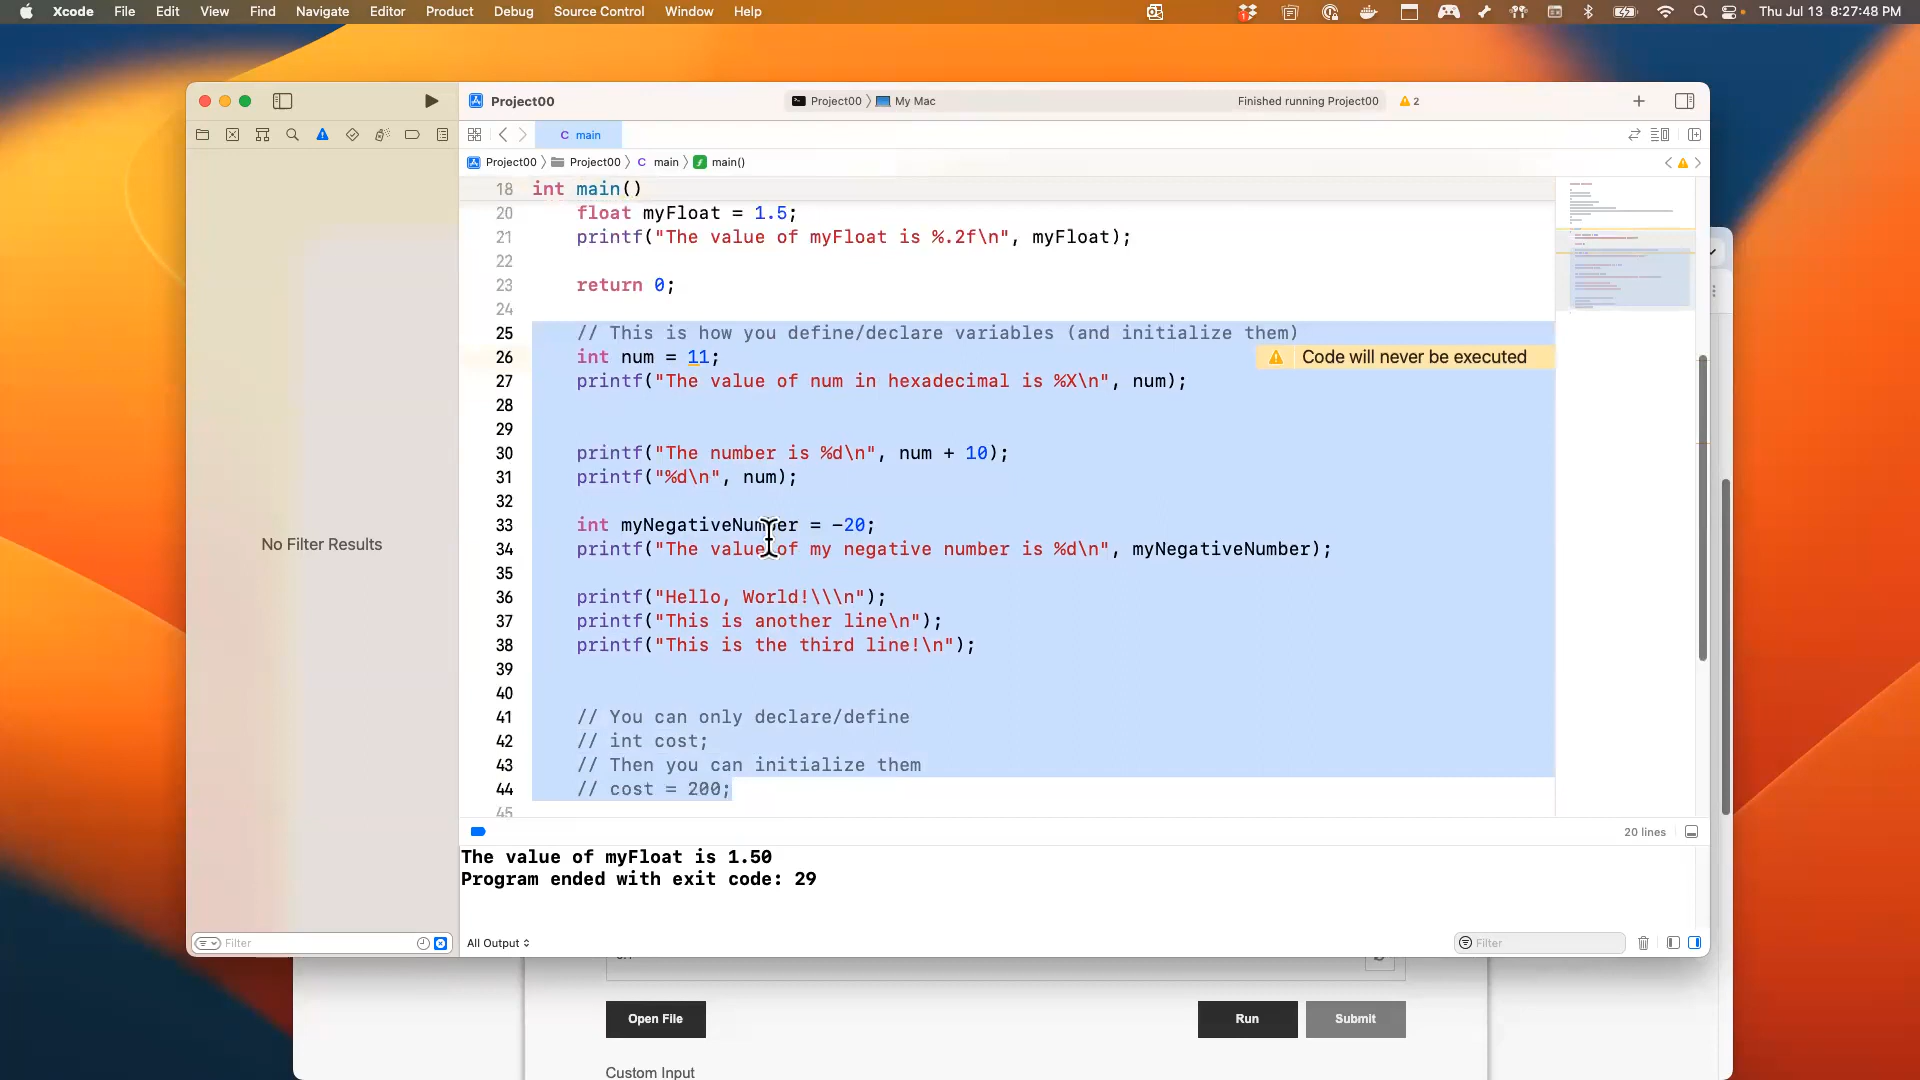 Xcode File Edit View Find Navigate Editor Product Debug Source Control Window Help Thu Jul 13 8:27:48 PM
Project00 Project00 〉 My Mac Finished running Project00 2
C main
Project00 〉 Project00 〉 C main 〉 main()
18 int main()
20 float myFloat = 1.5;
21 printf("The value of myFloat is %.2f\n", myFloat);
22
23 return 0;
24
25 // This is how you define/declare variables (and initialize them)
26 int num = 11; Code will never be executed
27 printf("The value of num in hexadecimal is %X\n", num);
28
29
30 printf("The number is %d\n", num + 10);
31 printf("%d\n", num);
32
33 int myNegativeNumber = -20;
34 printf("The value of my negative number is %d\n", myNegativeNumber);
35
36 printf("Hello, World!\\\n");
37 printf("This is another line\n");
38 printf("This is the third line!\n");
39
40
41 // You can only declare/define
42 // int cost;
43 // Then you can initialize them
44 // cost = 200;
45
No Filter Results
20 lines
The value of myFloat is 1.50
Program ended with exit code: 29
Filter
All Output
Filter
Open File Run Submit
Custom Input